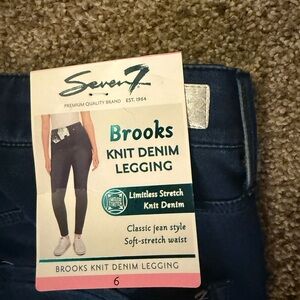 Seven7
PREMIUM QUALITY BRAND EST. 1964
Brooks
KNIT DENIM
LEGGING
Limitless Stretch
Knit Denim
Classic jean style
Soft-stretch waist
BROOKS KNIT DENIM LEGGING
6